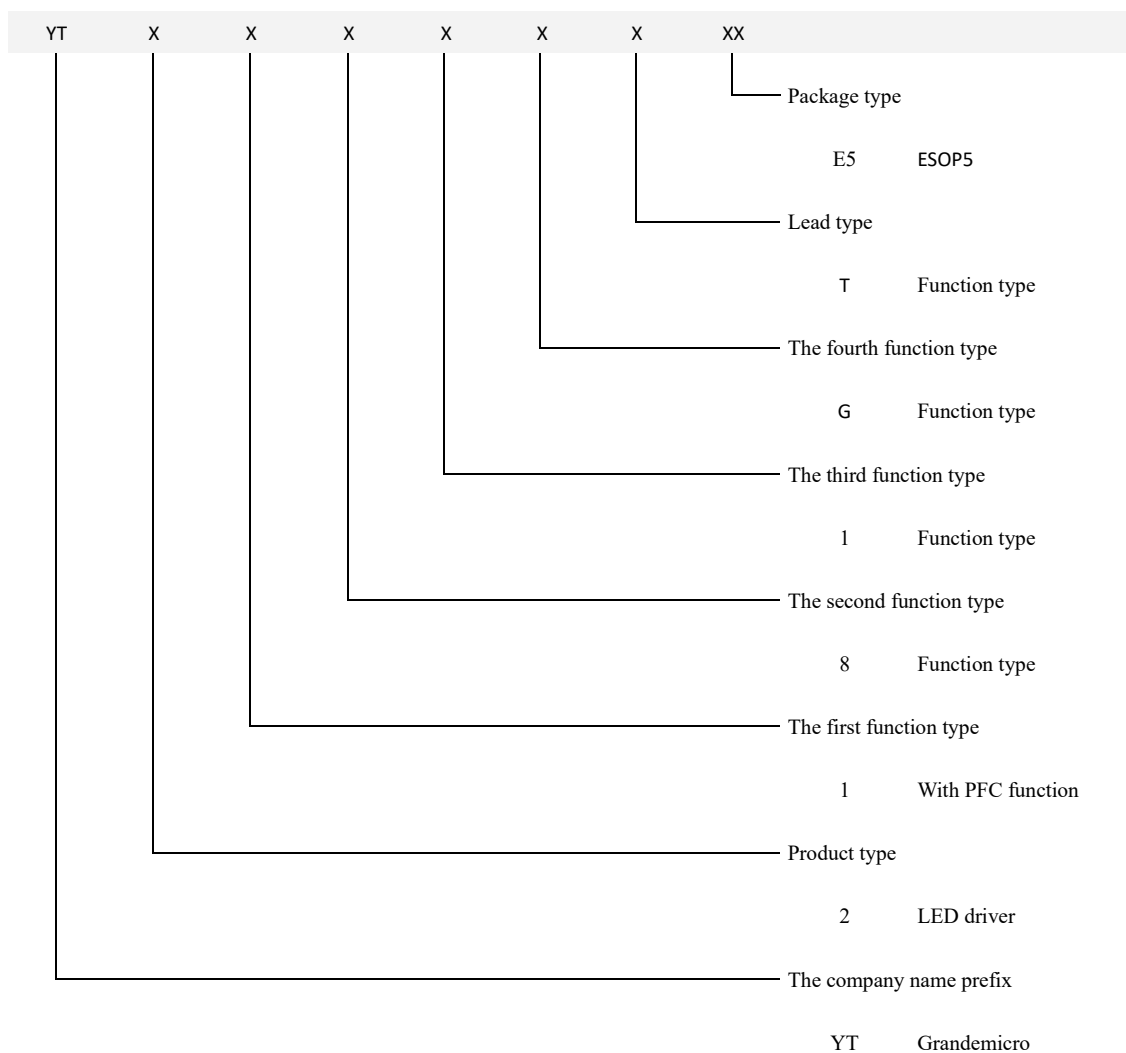 YT X X X X X X XX
Package type
E5 ESOP5
Lead type
T Function type
The fourth function type
G Function type
The third function type
1 Function type
The second function type
8 Function type
The first function type
1 With PFC function
Product type
2 LED driver
The company name prefix
YT Grandemicro